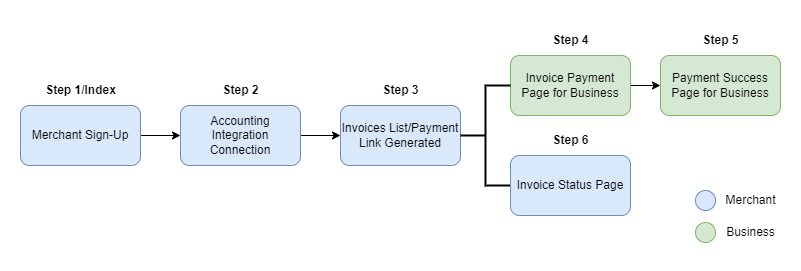 Step 4
Step 5
Invoice Payment
Page for Business
Payment Success
Page for Business
Step 1/Index
Step 2
Step 3
Merchant Sign-Up
Accounting
Integration
Connection
Invoices List/Payment
Link Generated
Step 6
Invoice Status Page
Merchant
Business